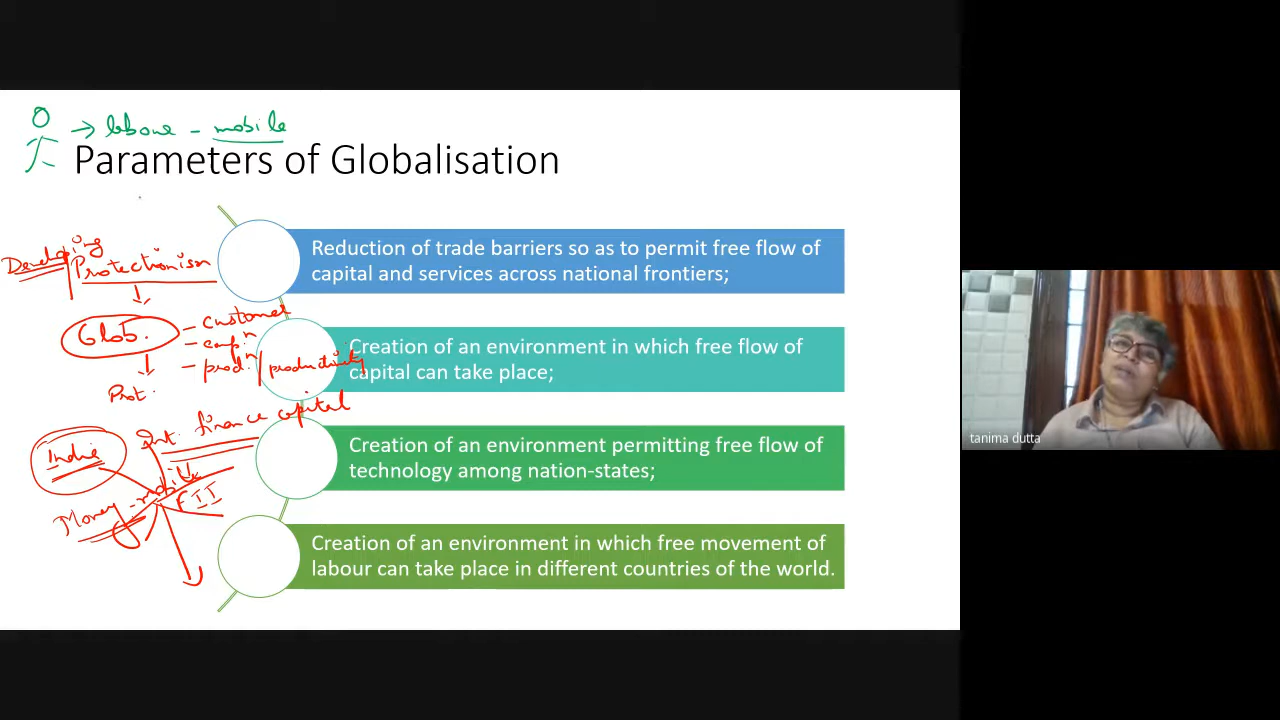 → labour - mobile
Parameters of Globalisation
Developing
Protectionism
Glob.
- customer
- comp.n
- prod.n / productivity
Prot.
Int. finance capital
India
Money - mobile
FII
Reduction of trade barriers so as to permit free flow of
capital and services across national frontiers;
Creation of an environment in which free flow of
capital can take place;
Creation of an environment permitting free flow of
technology among nation-states;
Creation of an environment in which free movement of
labour can take place in different countries of the world.
tanima dutta